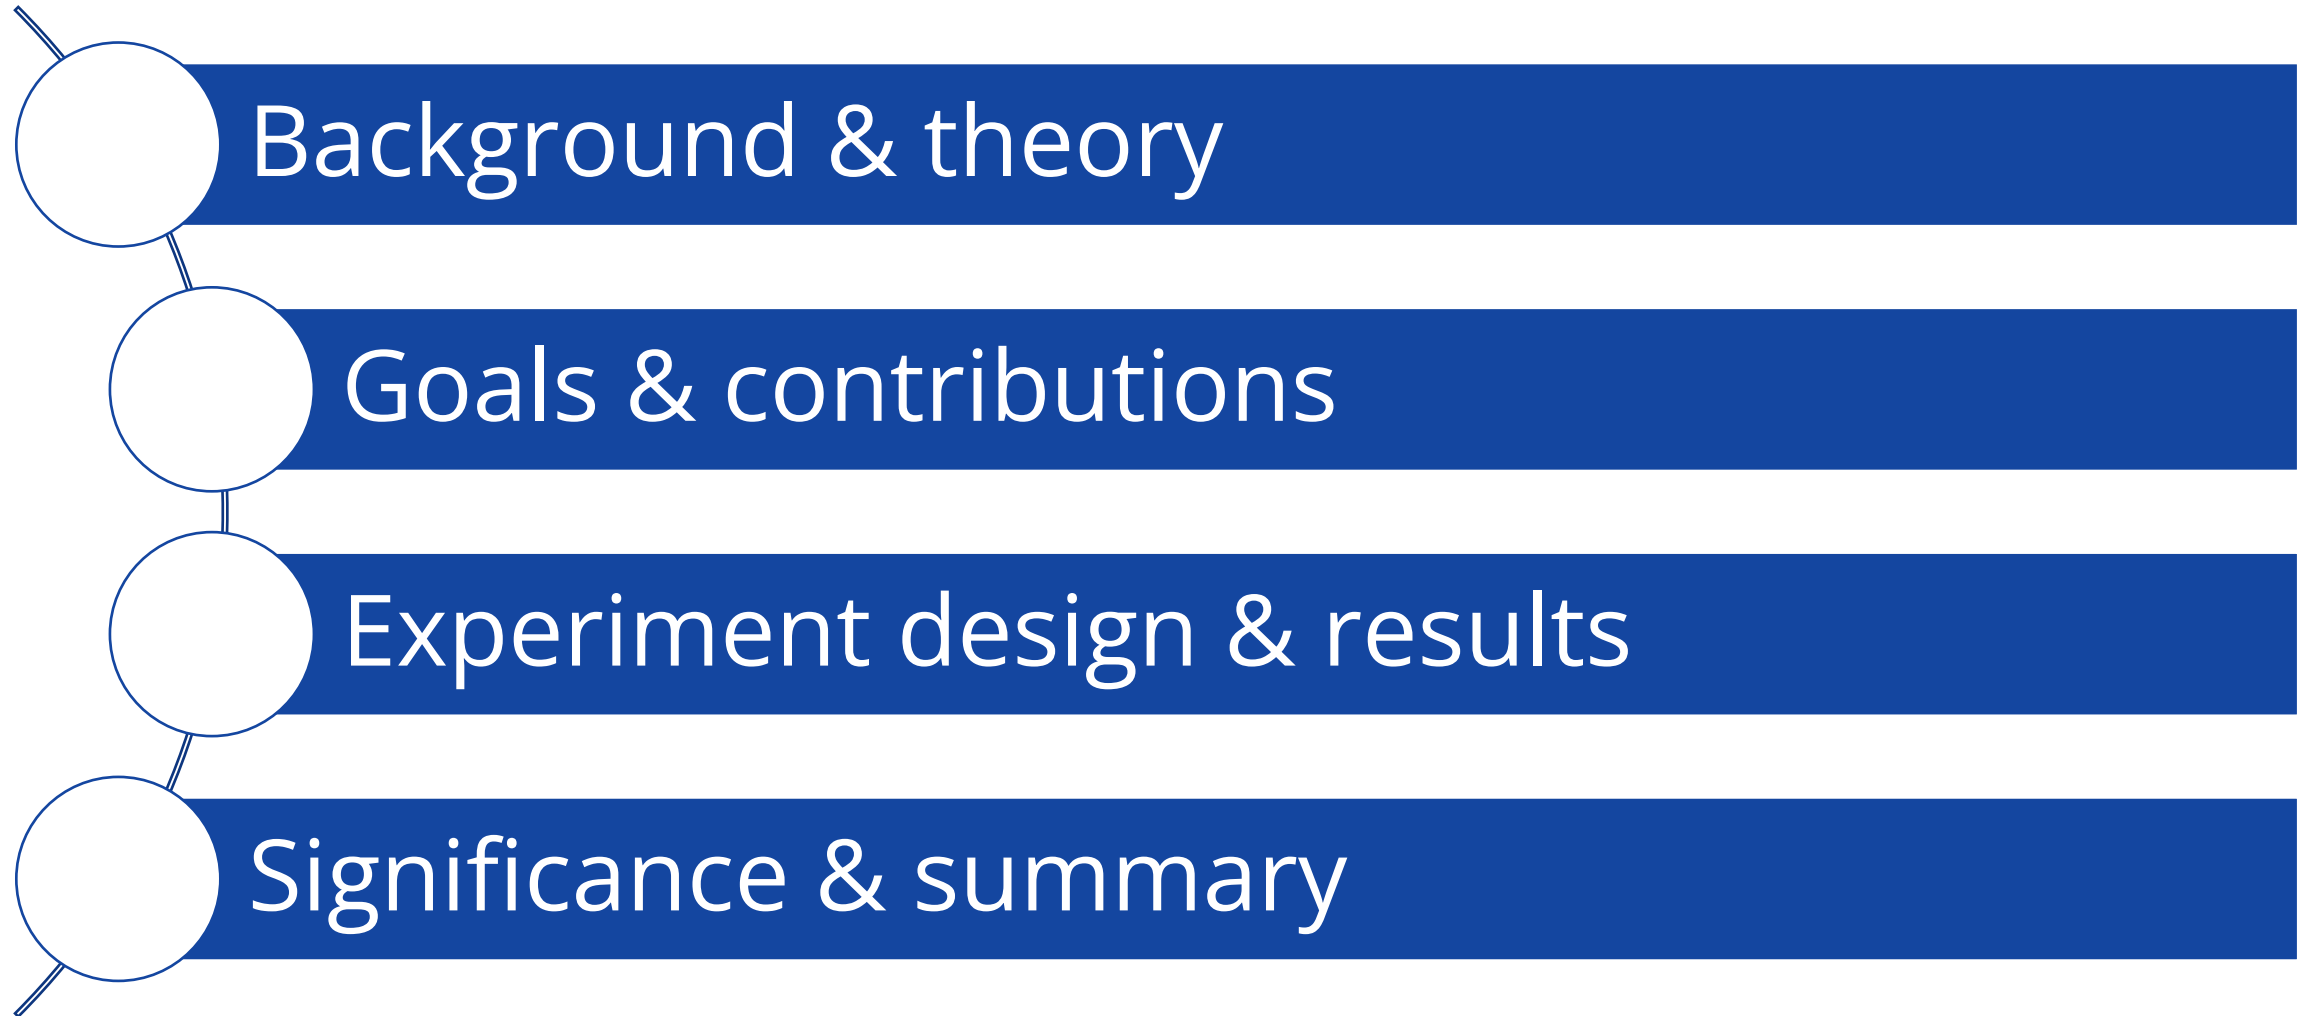 Background & theory
Goals & contributions
Experiment design & results
Significance & summary